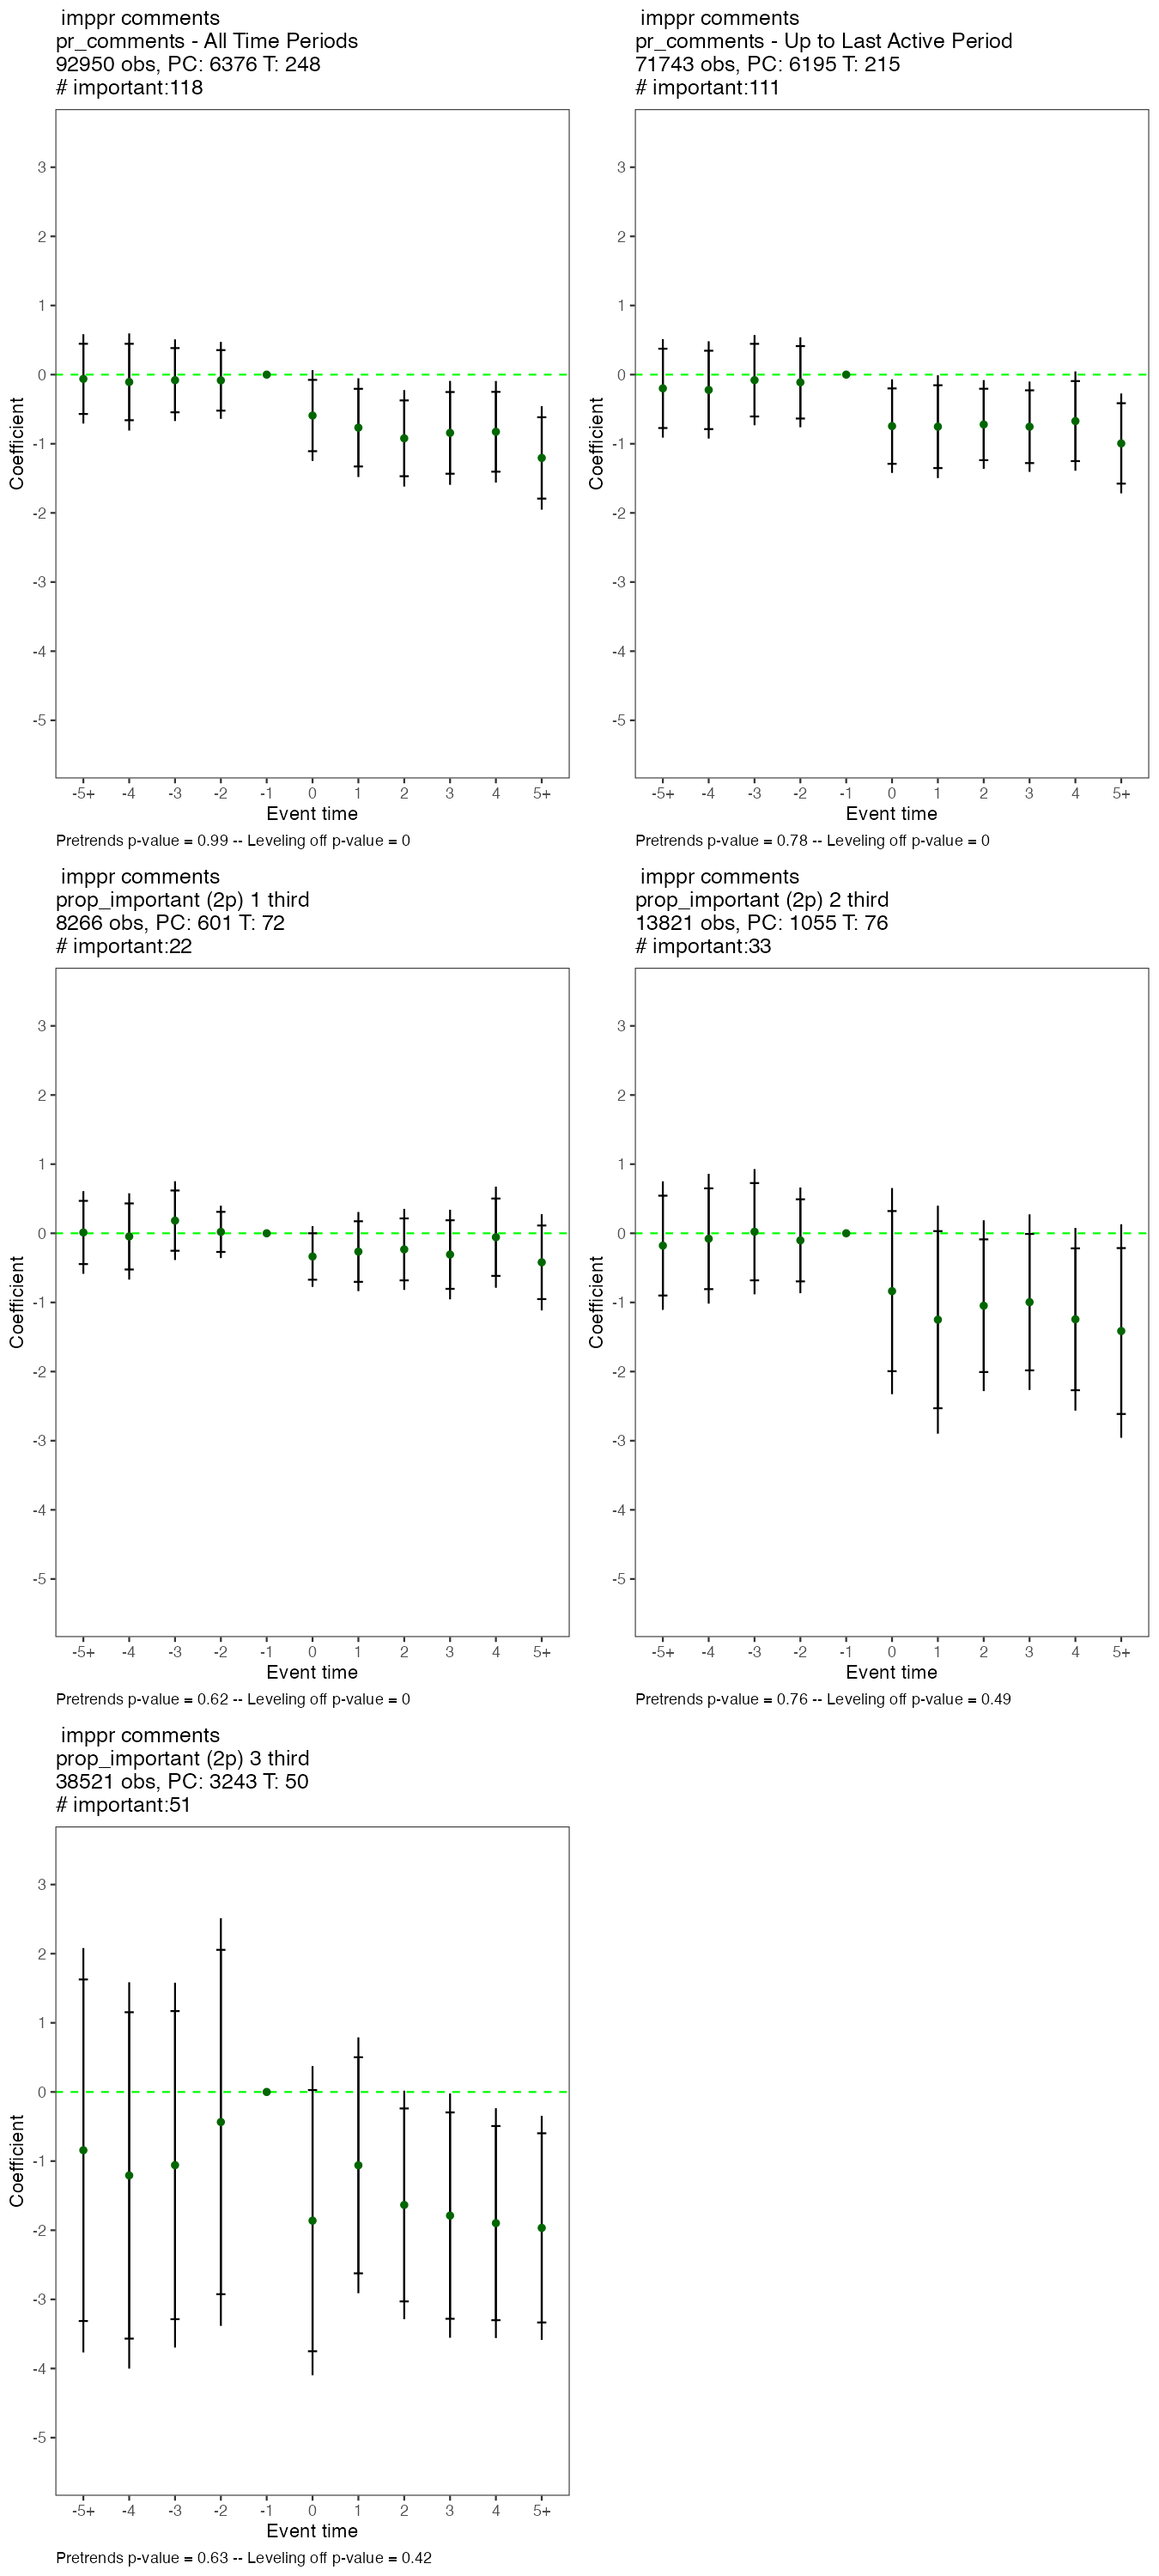 imppr comments
pr_comments - All Time Periods
92950 obs, PC: 6376 T: 248
# important:118
3
2
1
0
-1
-2
-3
-4
-5
Coefficient
-5+ -4 -3 -2 -1 0 1 2 3 4 5+
Event time
Pretrends p-value = 0.99 -- Leveling off p-value = 0
imppr comments
pr_comments - Up to Last Active Period
71743 obs, PC: 6195 T: 215
# important:111
3
2
1
0
-1
-2
-3
-4
-5
Coefficient
-5+ -4 -3 -2 -1 0 1 2 3 4 5+
Event time
Pretrends p-value = 0.78 -- Leveling off p-value = 0
imppr comments
prop_important (2p) 1 third
8266 obs, PC: 601 T: 72
# important:22
3
2
1
0
-1
-2
-3
-4
-5
Coefficient
-5+ -4 -3 -2 -1 0 1 2 3 4 5+
Event time
Pretrends p-value = 0.62 -- Leveling off p-value = 0
imppr comments
prop_important (2p) 2 third
13821 obs, PC: 1055 T: 76
# important:33
3
2
1
0
-1
-2
-3
-4
-5
Coefficient
-5+ -4 -3 -2 -1 0 1 2 3 4 5+
Event time
Pretrends p-value = 0.76 -- Leveling off p-value = 0.49
imppr comments
prop_important (2p) 3 third
38521 obs, PC: 3243 T: 50
# important:51
3
2
1
0
-1
-2
-3
-4
-5
Coefficient
-5+ -4 -3 -2 -1 0 1 2 3 4 5+
Event time
Pretrends p-value = 0.63 -- Leveling off p-value = 0.42